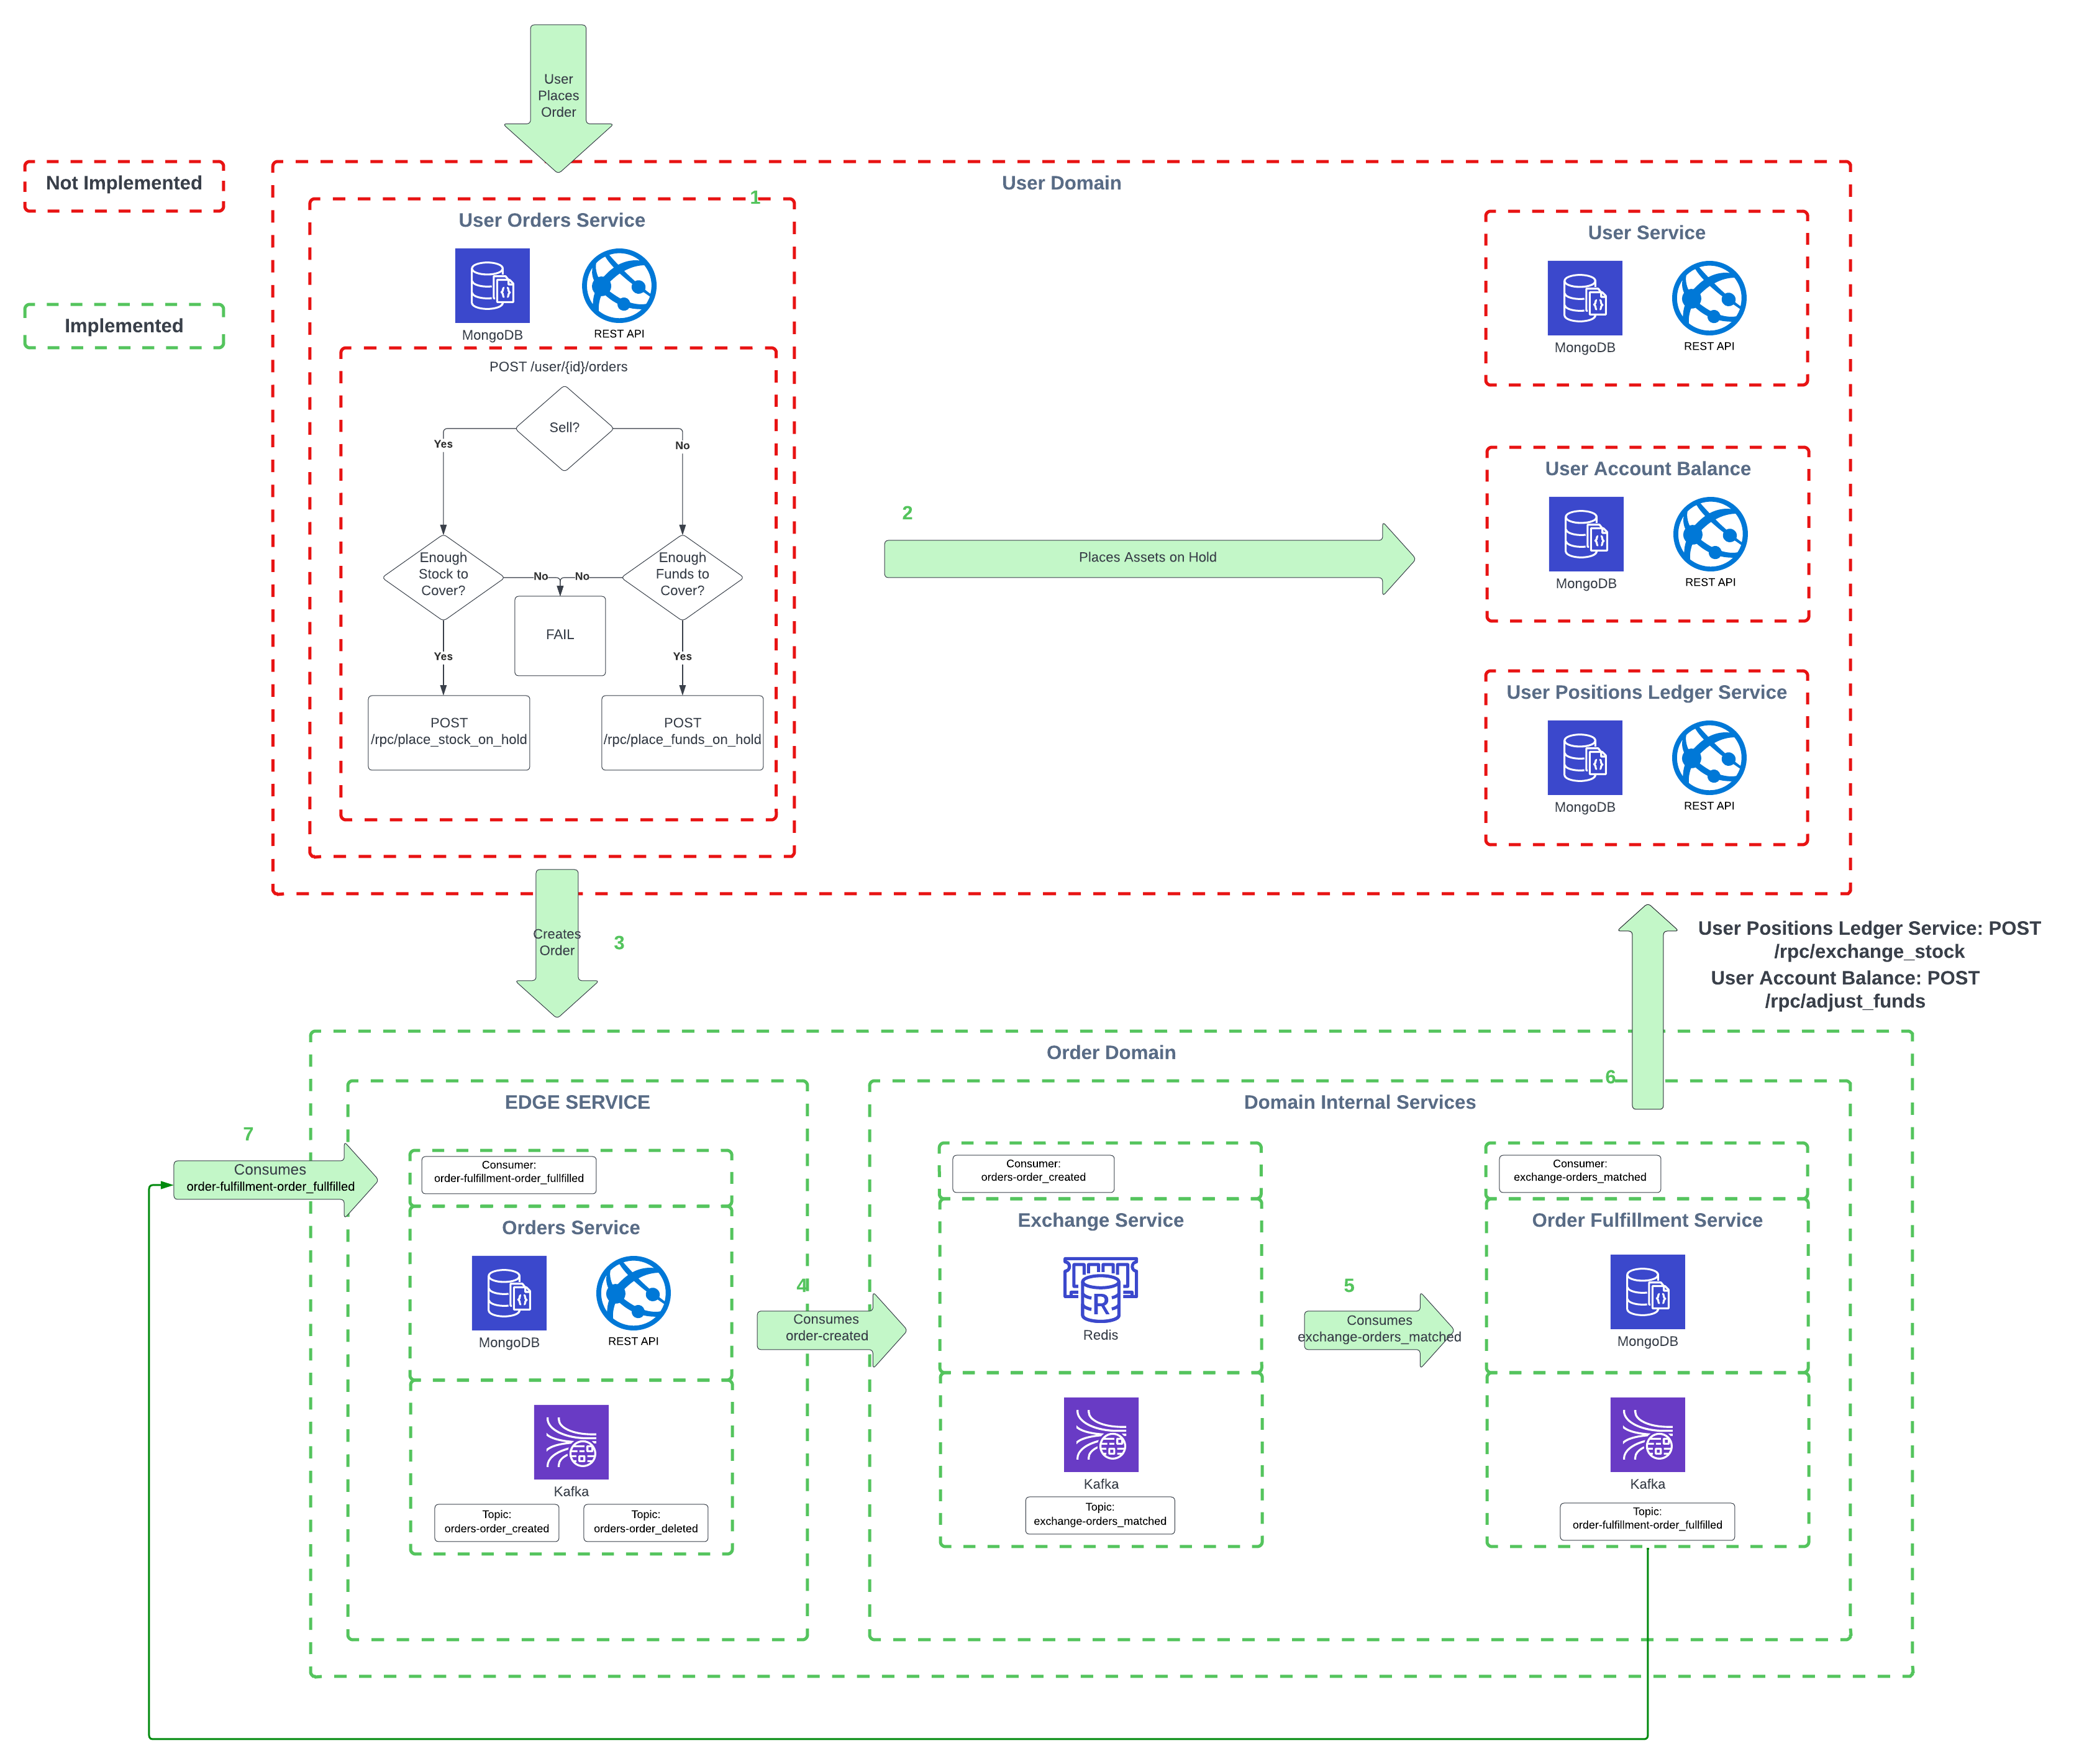 User
Places
Order
Not Implemented
Implemented
User Domain
1
User Orders Service
MongoDB
REST API
POST /user/{id}/orders
Sell?
Yes
No
Enough
Stock to
Cover?
No
No
Enough
Funds to
Cover?
FAIL
Yes
Yes
POST
/rpc/place_stock_on_hold
POST
/rpc/place_funds_on_hold
2
Places Assets on Hold
User Service
MongoDB
REST API
User Account Balance
MongoDB
REST API
User Positions Ledger Service
MongoDB
REST API
Creates
Order
3
User Positions Ledger Service: POST
/rpc/exchange_stock
User Account Balance: POST
/rpc/adjust_funds
6
Order Domain
7
Consumes
order-fulfillment-order_fullfilled
EDGE SERVICE
Consumer:
order-fulfillment-order_fullfilled
Orders Service
MongoDB
REST API
Kafka
Topic:
orders-order_created
Topic:
orders-order_deleted
4
Consumes
order-created
Domain Internal Services
Consumer:
orders-order_created
Exchange Service
Redis
Kafka
Topic:
exchange-orders_matched
5
Consumes
exchange-orders_matched
Consumer:
exchange-orders_matched
Order Fulfillment Service
MongoDB
Kafka
Topic:
order-fulfillment-order_fullfilled